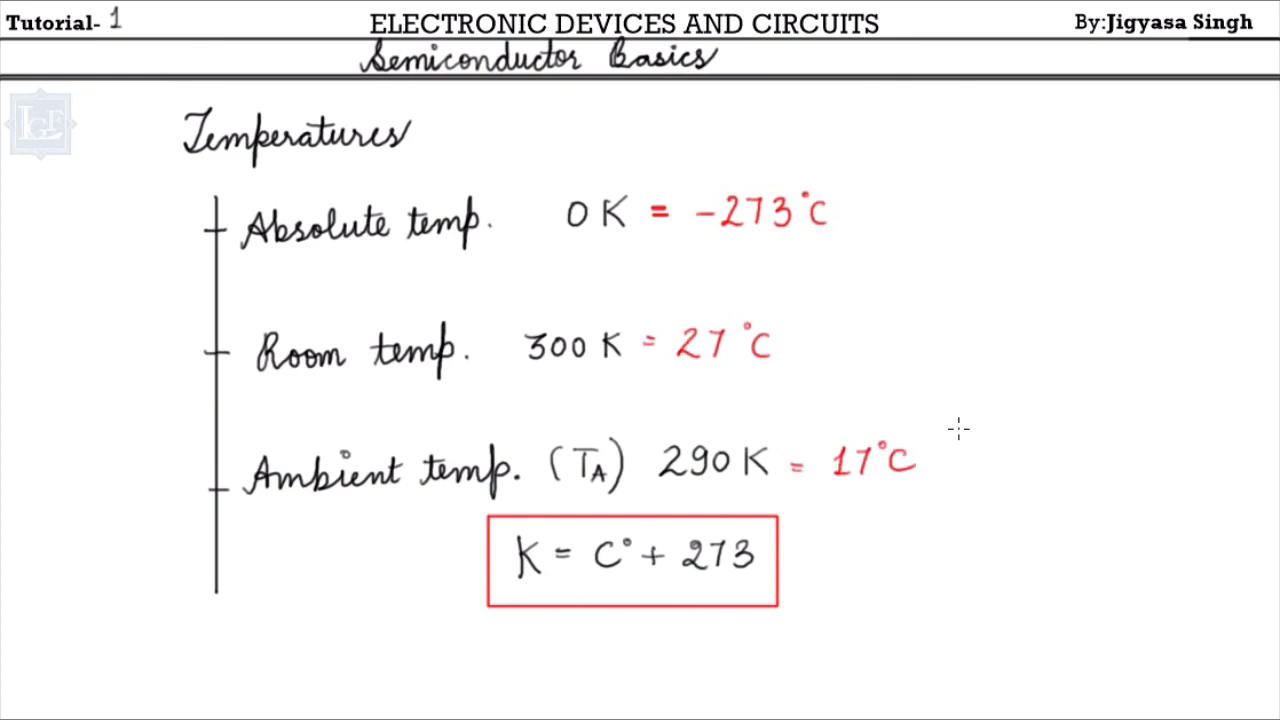 Tutorial- 1
ELECTRONIC DEVICES AND CIRCUITS
By:Jigyasa Singh
Semiconductor Basics
LGF
Temperatures
Absolute temp. 0 K = -273°C
Room temp. 300 K = 27 °C
Ambient temp. (TA) 290 K = 17°C
K = C° + 273